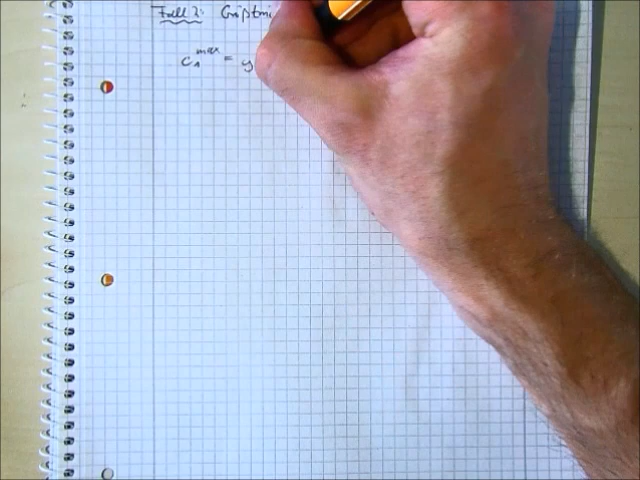 Fall 2:
c₁ᵐᵃˣ = y